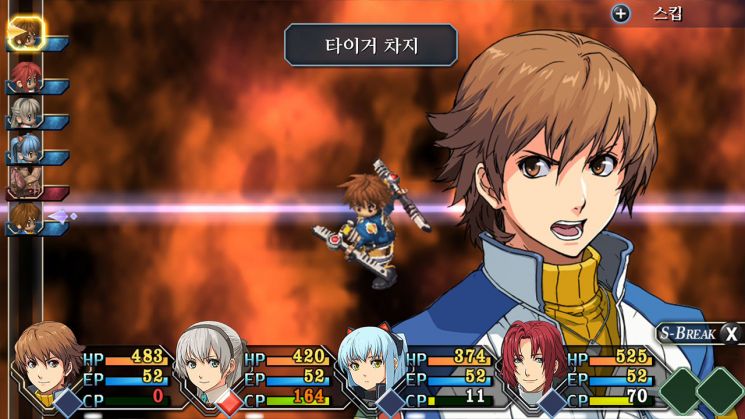 스킵
타이거 차지
S-BREAK X
HP 483 HP 420 HP 374 HP 525
EP 52 EP 52 EP 52 EP 52
CP 0 CP 164 CP 11 CP 70